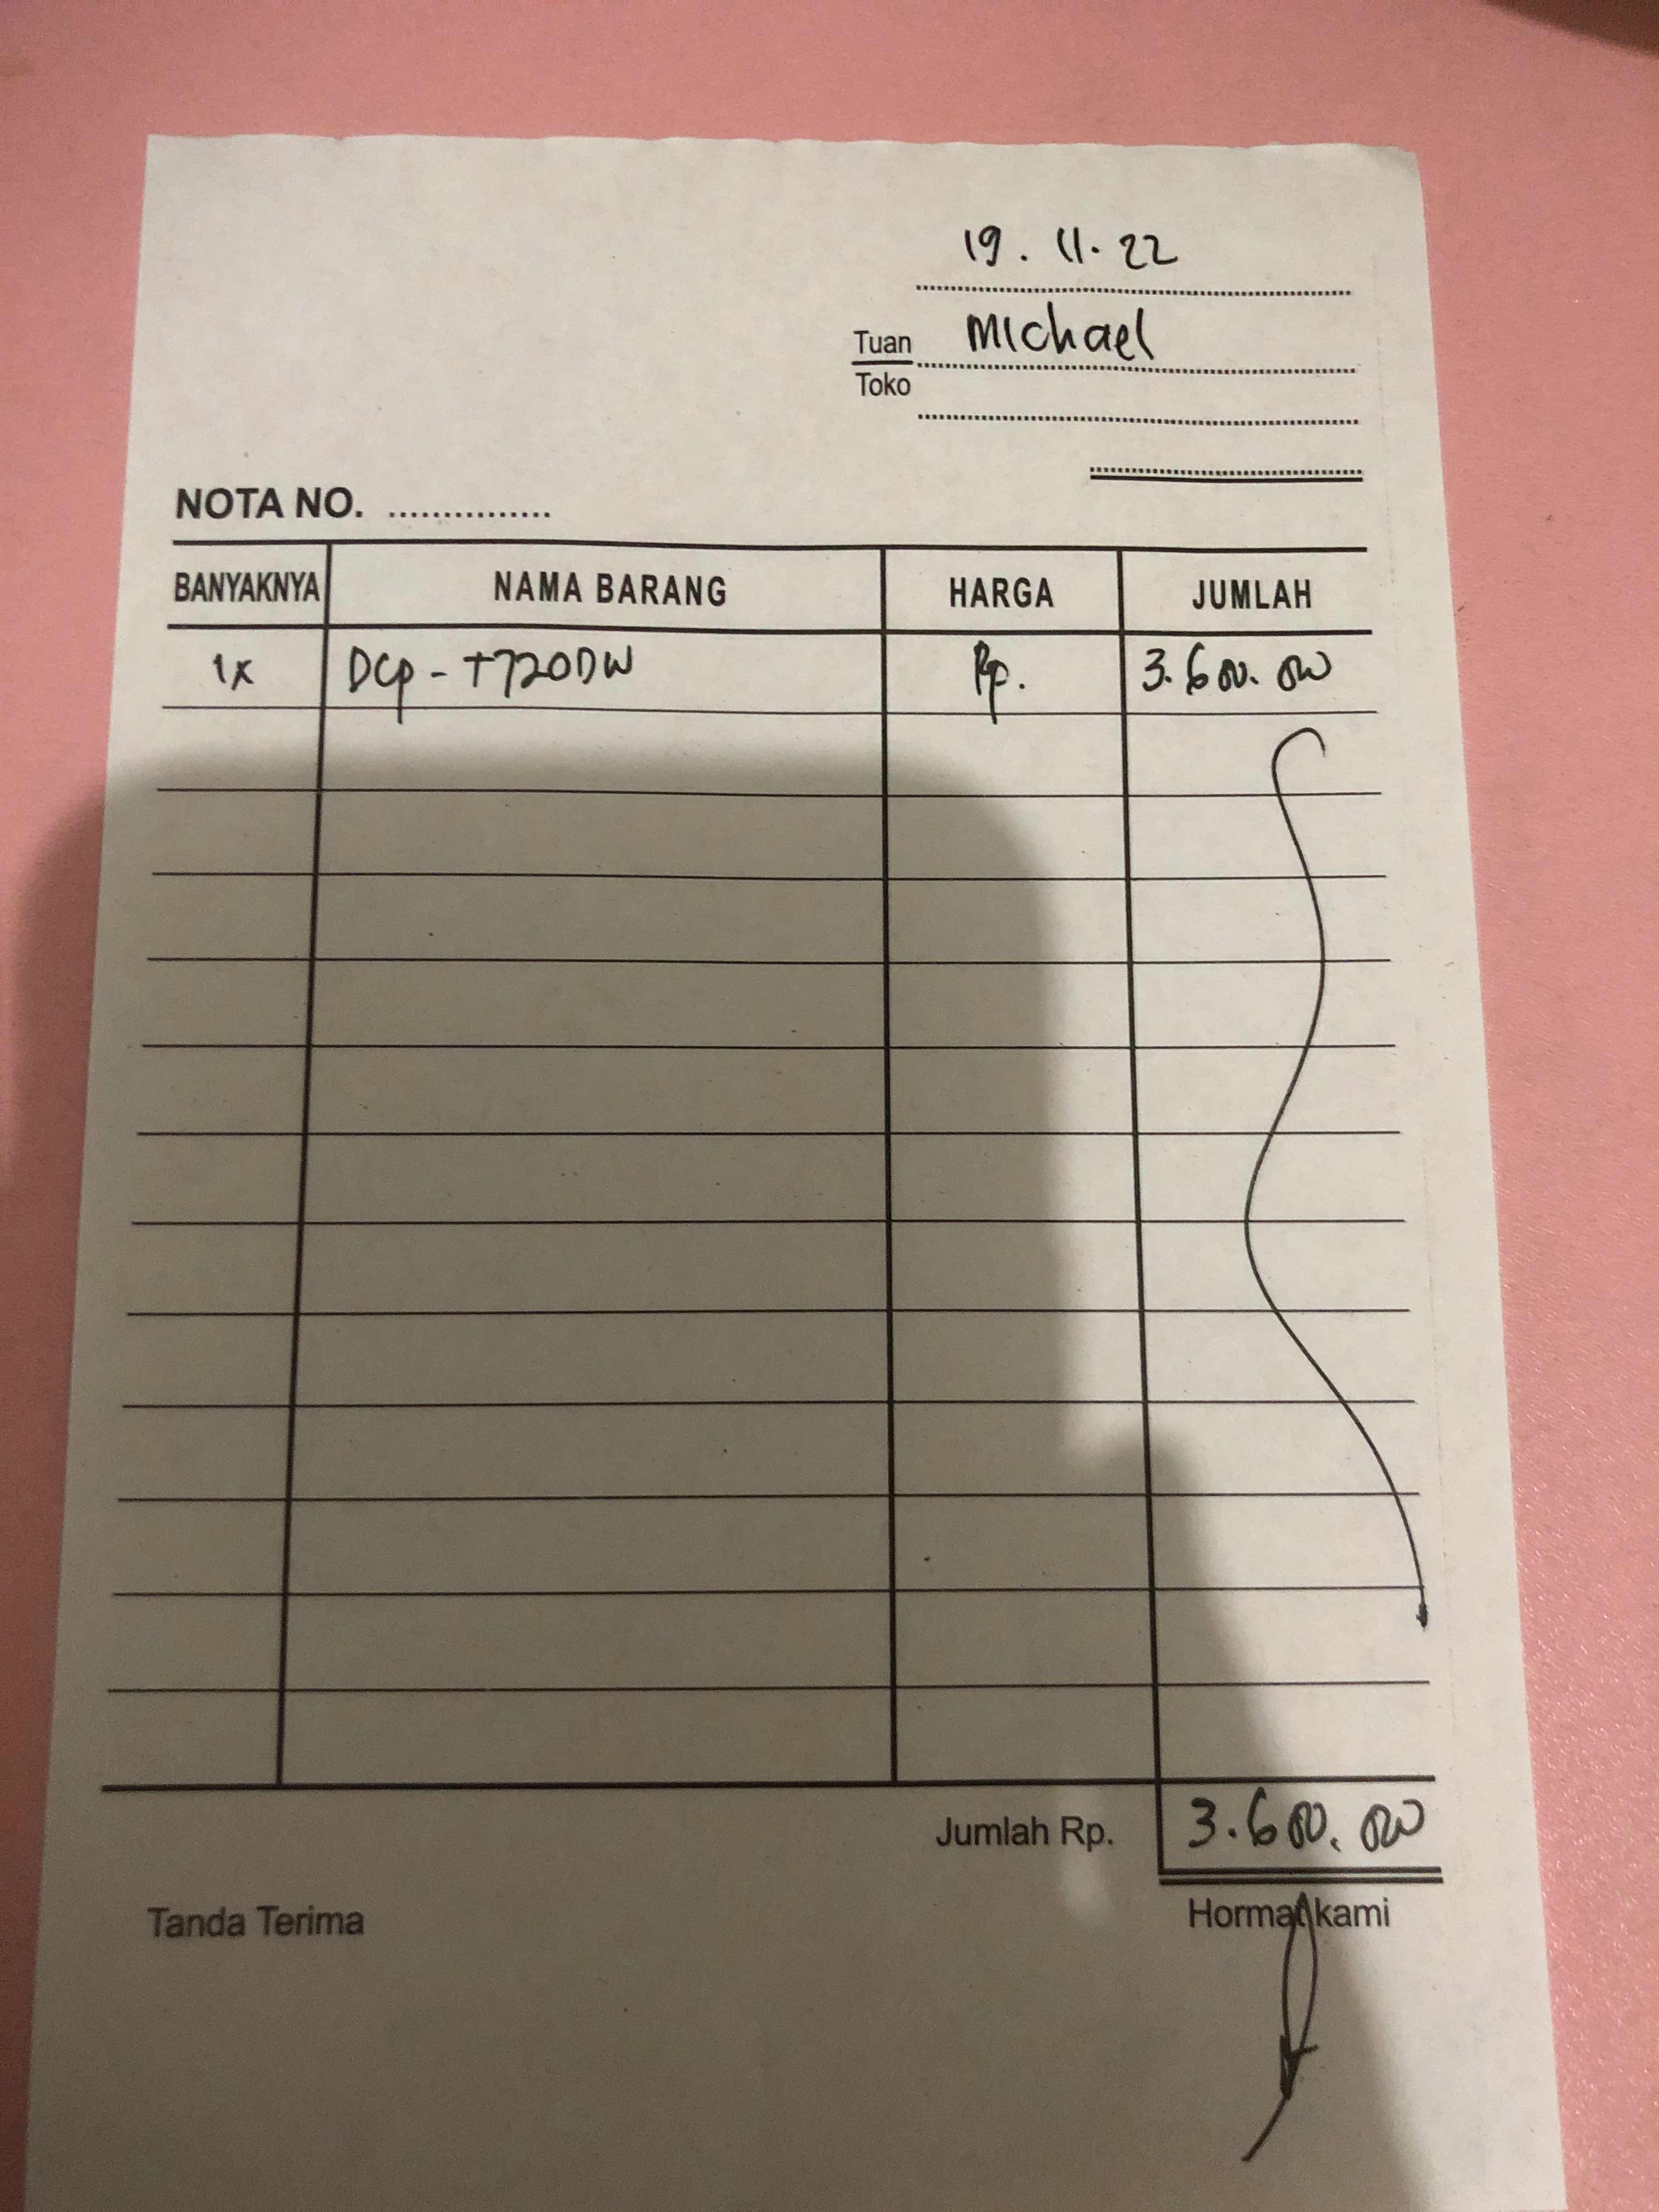 19. 11. 22
Tuan Michael
Toko
NOTA NO. ...............
BANYAKNYA NAMA BARANG HARGA JUMLAH
1x DCP - T720DW Rp. 3.600.000
Jumlah Rp. 3.600.000
Tanda Terima Hormat kami